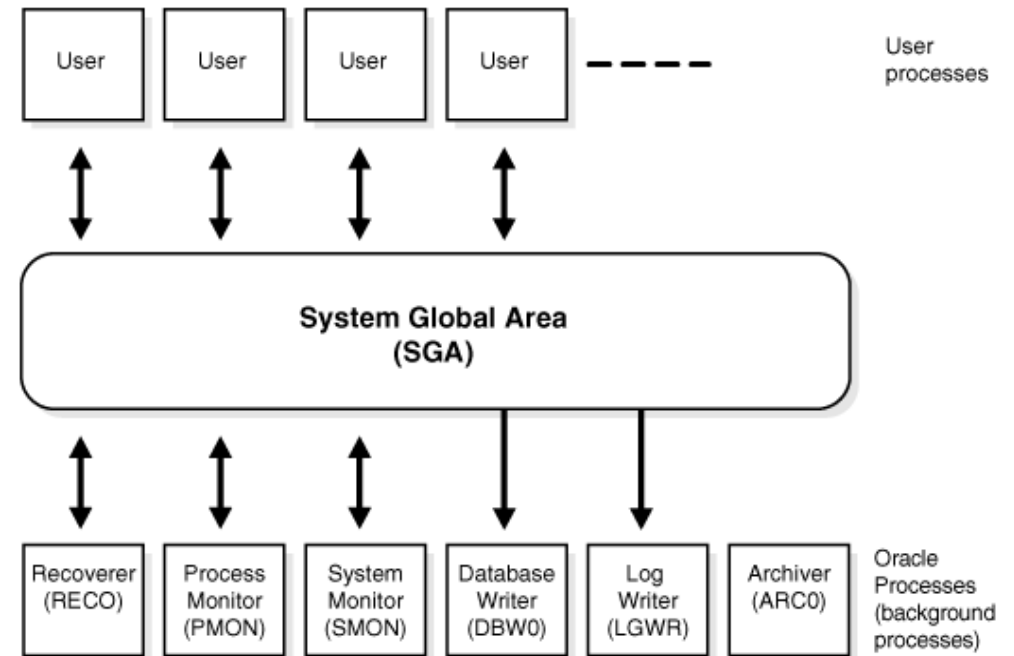 User
User
User
User
User
processes
System Global Area
(SGA)
Recoverer
(RECO)
Process
Monitor
(PMON)
System
Monitor
(SMON)
Database
Writer
(DBW0)
Log
Writer
(LGWR)
Archiver
(ARC0)
Oracle
Processes
(background
processes)